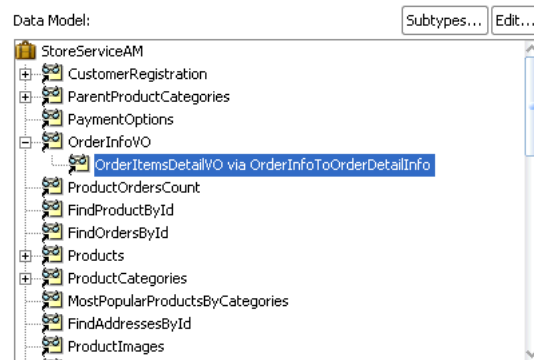 Data Model:
Subtypes... Edit...
StoreServiceAM
CustomerRegistration
ParentProductCategories
PaymentOptions
OrderInfoVO
OrderItemsDetailVO via OrderInfoToOrderDetailInfo
ProductOrdersCount
FindProductById
FindOrdersById
Products
ProductCategories
MostPopularProductsByCategories
FindAddressesById
ProductImages